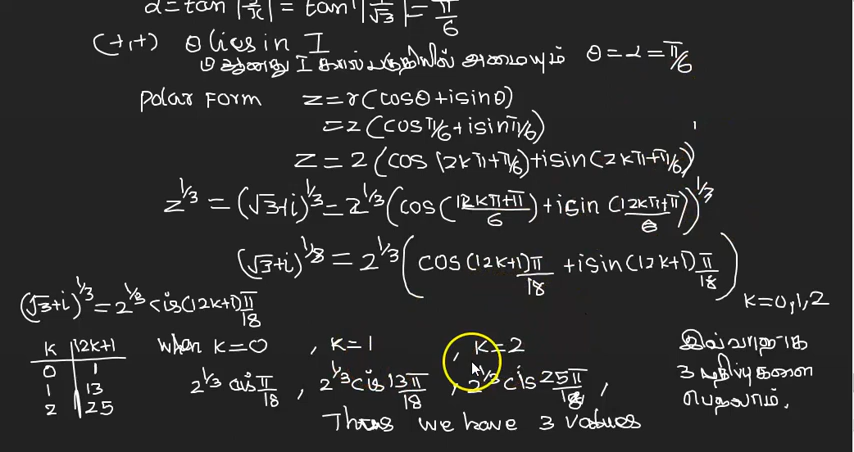 α = tan⁻¹|y/x| = tan⁻¹|1/√3| = π/6
(+,+) θ lies in I
θ ஆனது I கால்பகுதியில் அமையும் θ = α = π/6
Polar Form z = r(cosθ + isinθ)
= 2(cos π/6 + isin π/6)
z = 2(cos(2kπ + π/6) + isin(2kπ + π/6))
z^1/3 = (√3+i)^1/3 = 2^1/3 (cos(12kπ+π/6) + isin(12kπ+π/6))^1/3
(√3+i)^1/3 = 2^1/3 (cos(12k+1)π/18 + isin(12k+1)π/18)
k = 0,1,2
(√3+i)^1/3 = 2^1/3 cis(12k+1)π/18
k | 12k+1
0 | 1
1 | 13
2 | 25
when k=0 , k=1 , k=2
2^1/3 cis π/18 , 2^1/3 cis 13π/18 , 2^1/3 cis 25π/18 ,
Thus we have 3 values
இவ்வாறாக
3 மதிப்புகளை
பெறலாம்.